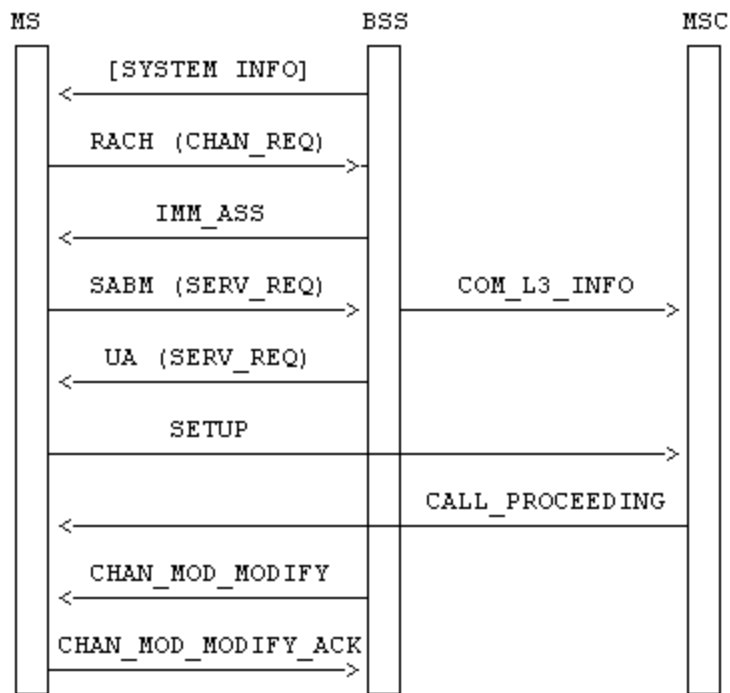 MS BSS MSC
[SYSTEM INFO]
RACH (CHAN_REQ)
IMM_ASS
SABM (SERV_REQ) COM_L3_INFO
UA (SERV_REQ)
SETUP
CALL_PROCEEDING
CHAN_MOD_MODIFY
CHAN_MOD_MODIFY_ACK